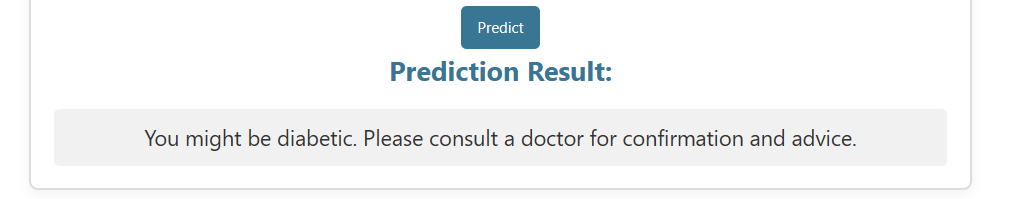 Predict
Prediction Result:
You might be diabetic. Please consult a doctor for confirmation and advice.